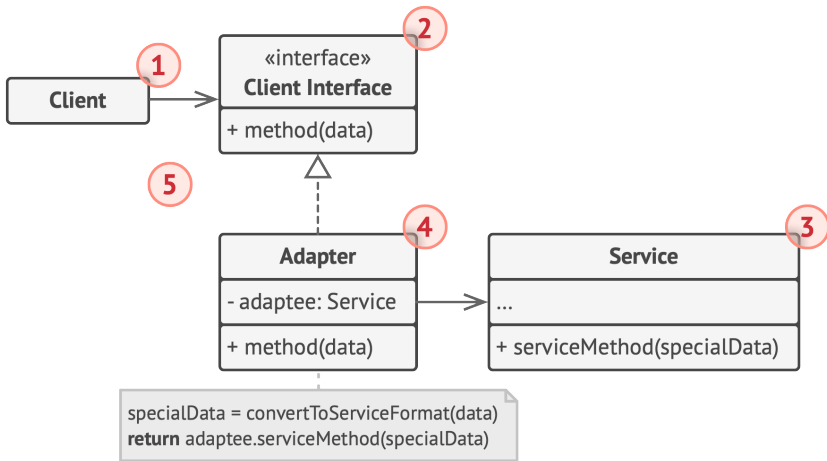 1
2
«interface»
Client
Client Interface
+ method(data)
5
4
3
Adapter
Service
- adaptee: Service
...
+ method(data)
+ serviceMethod(specialData)
specialData = convertToServiceFormat(data)
return adaptee.serviceMethod(specialData)